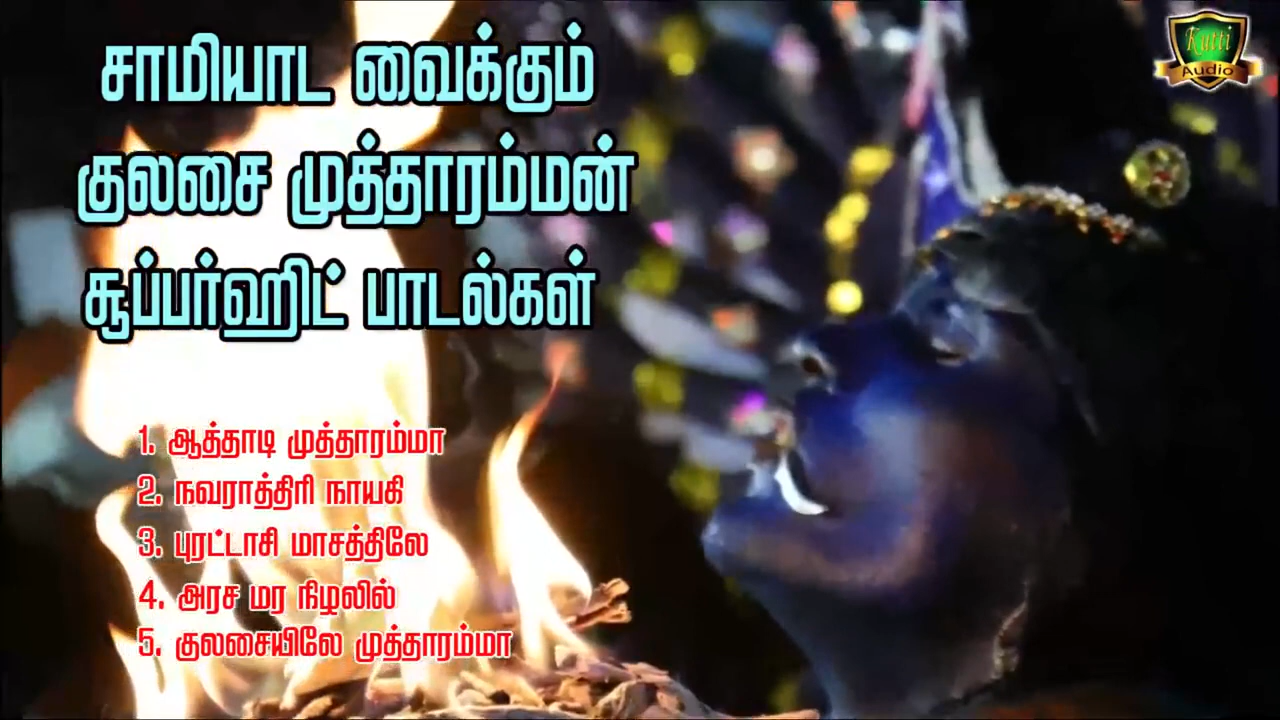 சாமியாட வைக்கும்
குலசை முத்தாரம்மன்
சூப்பர்ஹிட் பாடல்கள்
1. ஆத்தாடி முத்தாரம்மா
2. நவராத்திரி நாயகி
3. புரட்டாசி மாசத்திலே
4. அரச மர நிழலில்
5. குலசையிலே முத்தாரம்மா
Kutti
Audio